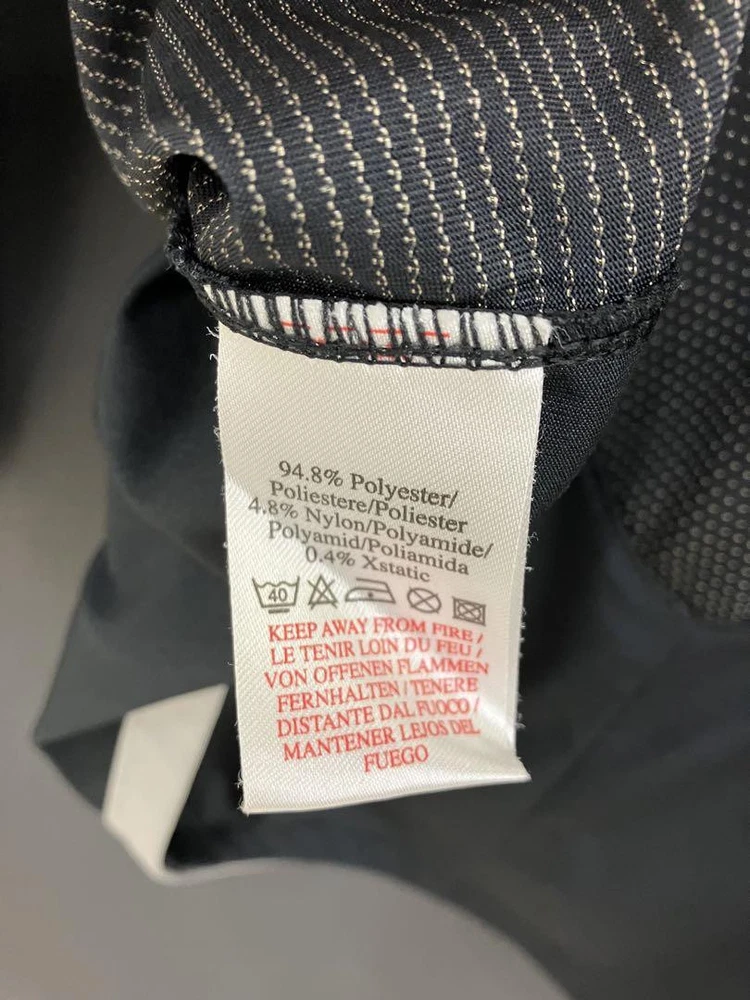 94.8% Polyester/
Poliestere/Poliester
4.8% Nylon/Polyamide/
Polyamid/Poliamida
0.4% Xstatic
40
KEEP AWAY FROM FIRE /
LE TENIR LOIN DU FEU /
VON OFFENEN FLAMMEN
FERNHALTEN / TENERE
DISTANTE DAL FUOCO /
MANTENER LEJOS DEL
FUEGO